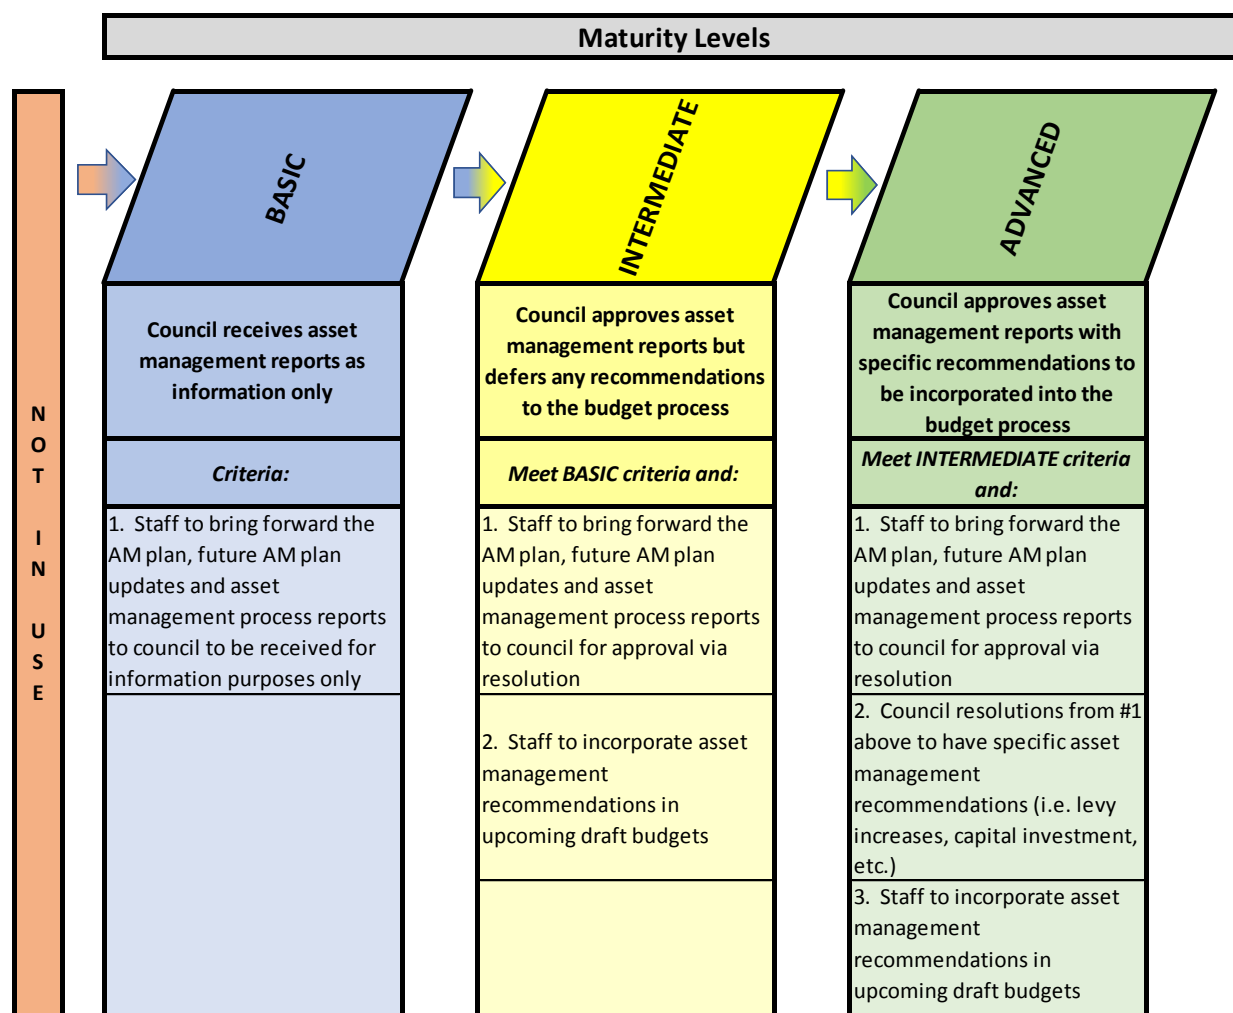 Maturity Levels
NOT IN USE
BASIC
Council receives asset
management reports as
information only
Criteria:
1. Staff to bring forward the
AM plan, future AM plan
updates and asset
management process reports
to council to be received for
information purposes only
INTERMEDIATE
Council approves asset
management reports but
defers any recommendations
to the budget process
Meet BASIC criteria and:
1. Staff to bring forward the
AM plan, future AM plan
updates and asset
management process reports
to council for approval via
resolution
2. Staff to incorporate asset
management
recommendations in
upcoming draft budgets
ADVANCED
Council approves asset
management reports with
specific recommendations to
be incorporated into the
budget process
Meet INTERMEDIATE criteria
and:
1. Staff to bring forward the
AM plan, future AM plan
updates and asset
management process reports
to council for approval via
resolution
2. Council resolutions from #1
above to have specific asset
management
recommendations (i.e. levy
increases, capital investment,
etc.)
3. Staff to incorporate asset
management
recommendations in
upcoming draft budgets